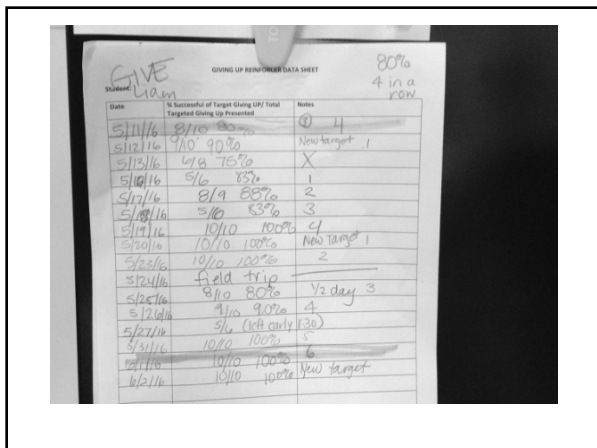 TO
GIVE
GIVING UP REINFORCER DATA SHEET
80%
4 in a
row
Student: Liam
Date % Successful of Target Giving UP/ Total Targeted Giving Up Presented Notes
5/11/16 8/10 80% 4
5/12/16 9/10 90% New target 1
5/13/16 6/8 75% X
5/16/16 5/6 83% 1
5/17/16 8/9 88% 2
5/18/16 5/6 83% 3
5/19/16 10/10 100% 4
5/20/16 10/10 100% New Target 1
5/23/16 10/10 100% 2
5/24/16 field trip
5/25/16 8/10 80% 1/2 day 3
5/26/16 9/10 90% 4
5/27/16 5/6 (left early 1:30)
5/31/16 10/10 100% 5
6/1/16 10/10 100% 6
6/2/16 10/10 100% New target